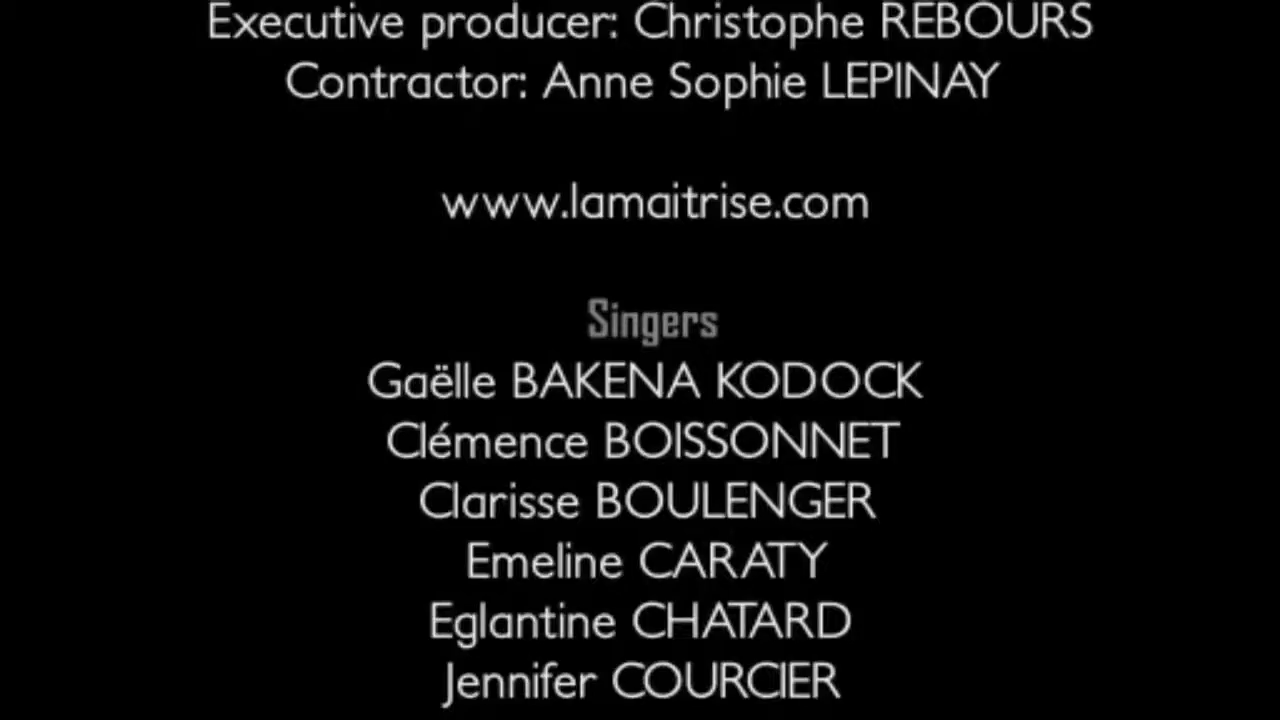 Executive producer: Christophe REBOURS
Contractor: Anne Sophie LEPINAY
www.lamaitrise.com
Singers
Gaëlle BAKENA KODOCK
Clémence BOISSONNET
Clarisse BOULENGER
Emeline CARATY
Eglantine CHATARD
Jennifer COURCIER